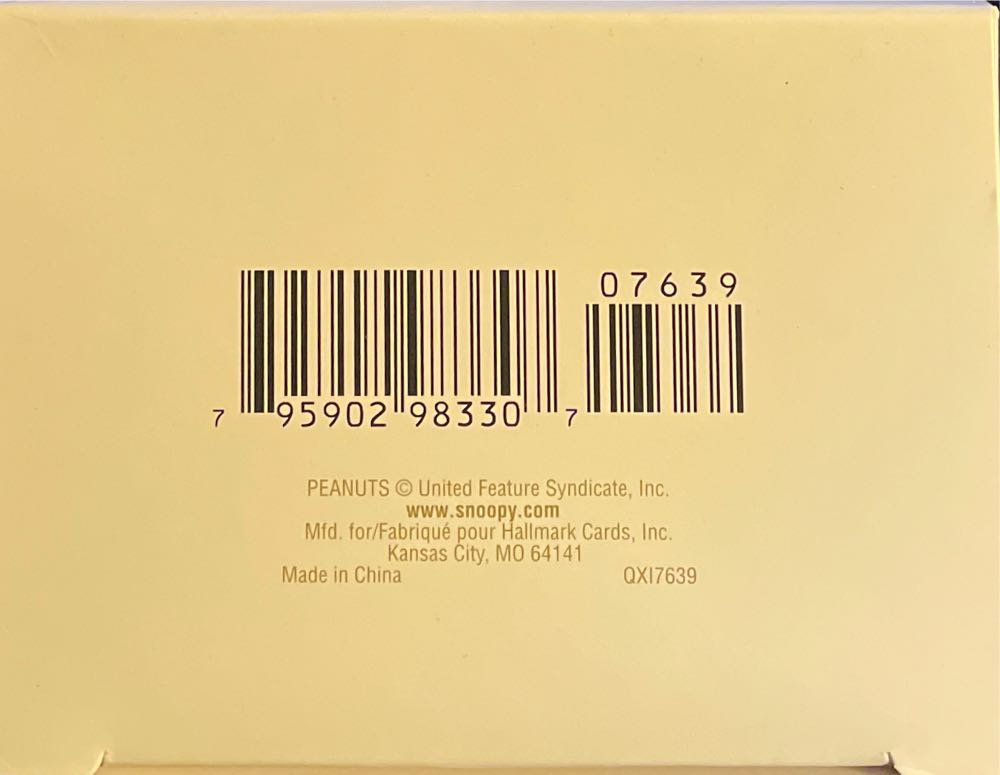 07639
7 95902 98330 7
PEANUTS © United Feature Syndicate, Inc.
www.snoopy.com
Mfd. for/Fabriqué pour Hallmark Cards, Inc.
Kansas City, MO 64141
Made in China QXI7639